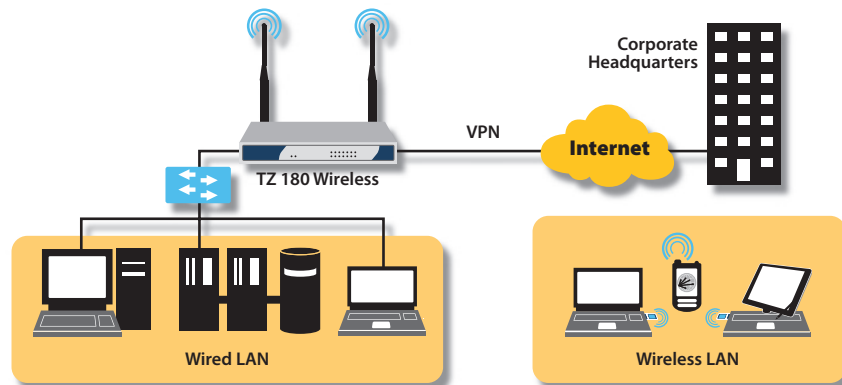 Corporate
Headquarters
VPN
Internet
TZ 180 Wireless
Wired LAN
Wireless LAN